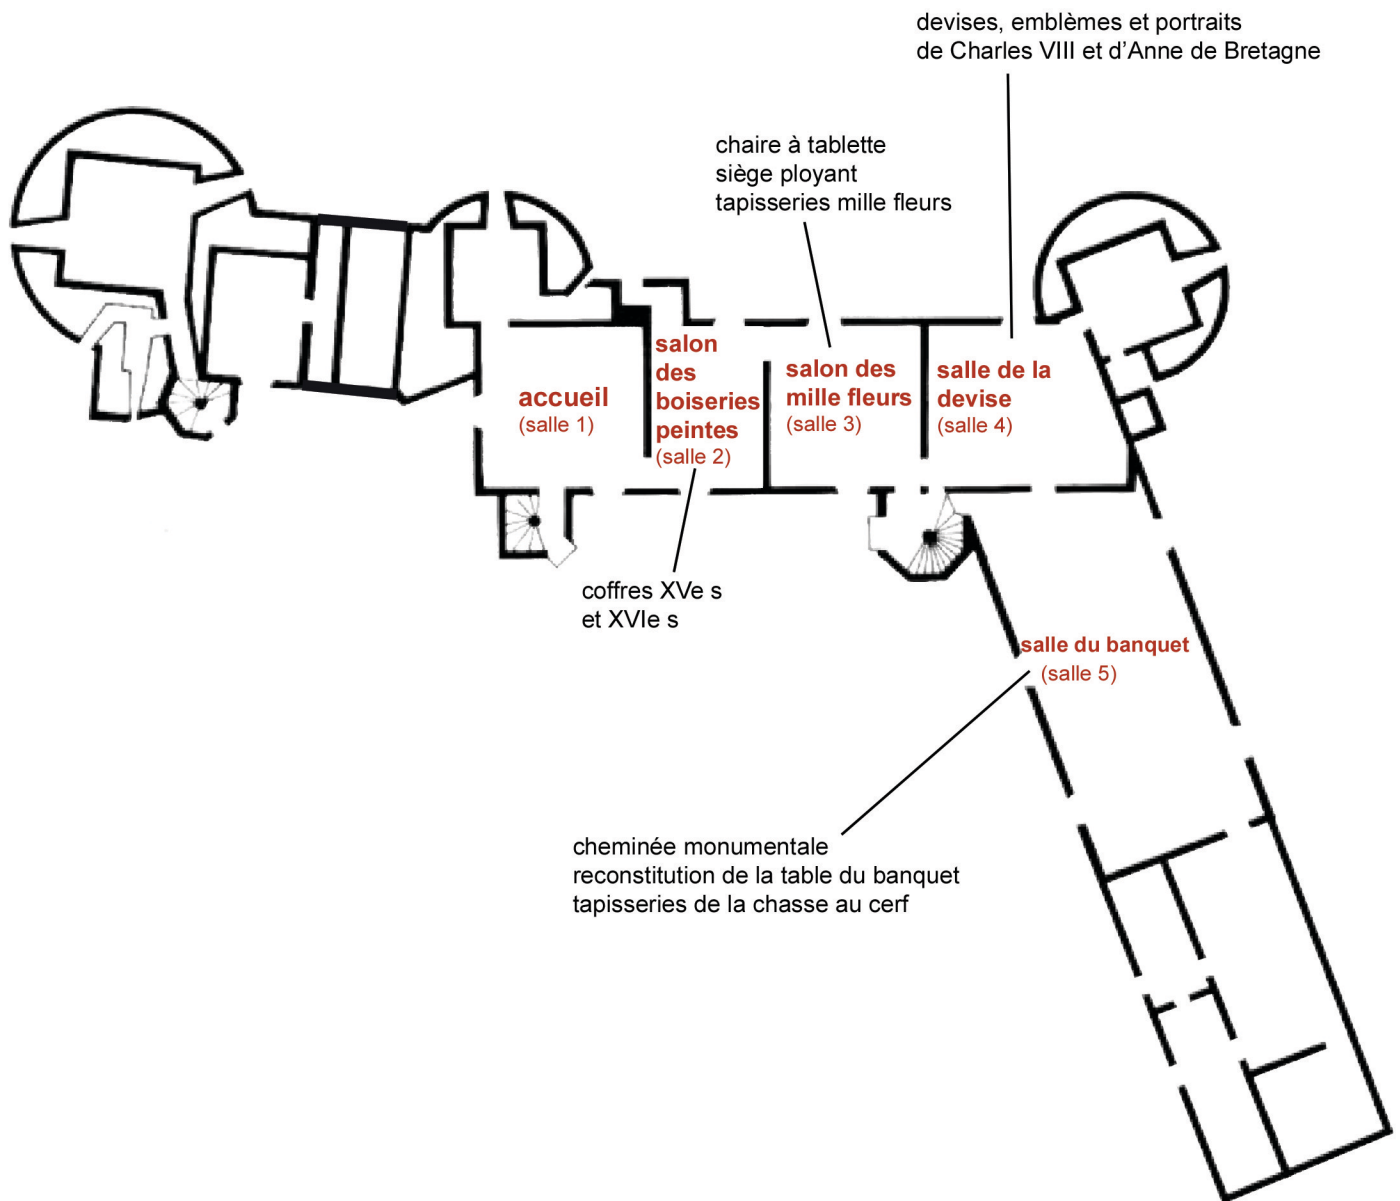 devises, emblèmes et portraits
de Charles VIII et d'Anne de Bretagne
chaire à tablette
siège ployant
tapisseries mille fleurs
accueil
(salle 1)
salon
des
boiseries
peintes
(salle 2)
salon des
mille fleurs
(salle 3)
salle de la
devise
(salle 4)
coffres XVe s
et XVIe s
salle du banquet
(salle 5)
cheminée monumentale
reconstitution de la table du banquet
tapisseries de la chasse au cerf